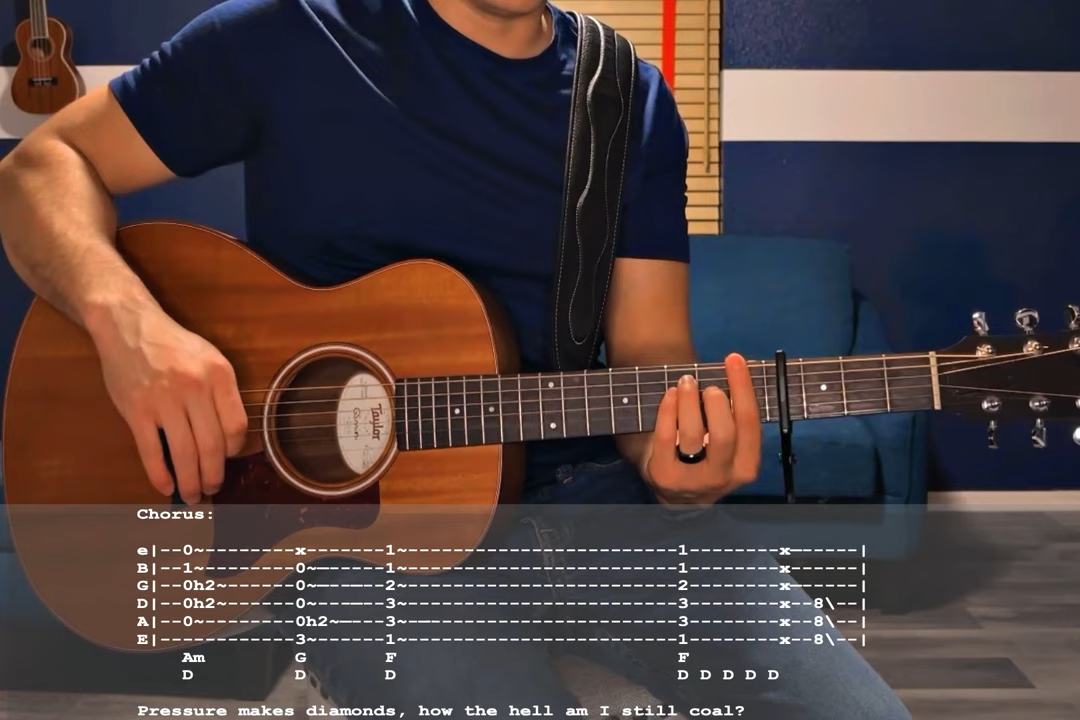 Taylor
Chorus:
e|--0~---------x--------1~-----------------------------1---------x-------|
B|--1~---------0~-------1~-----------------------------1---------x-------|
G|--0h2~-------0~-------2~-----------------------------2---------x-------|
D|--0h2~-------0~-------3~-----------------------------3---------x--8\--|
A|--0~---------0h2~-----3~-----------------------------3---------x--8\--|
E|-------------3~-------1~-----------------------------1---------x--8\--|
Am G F F
D D D D D D D D
Pressure makes diamonds, how the hell am I still coal?